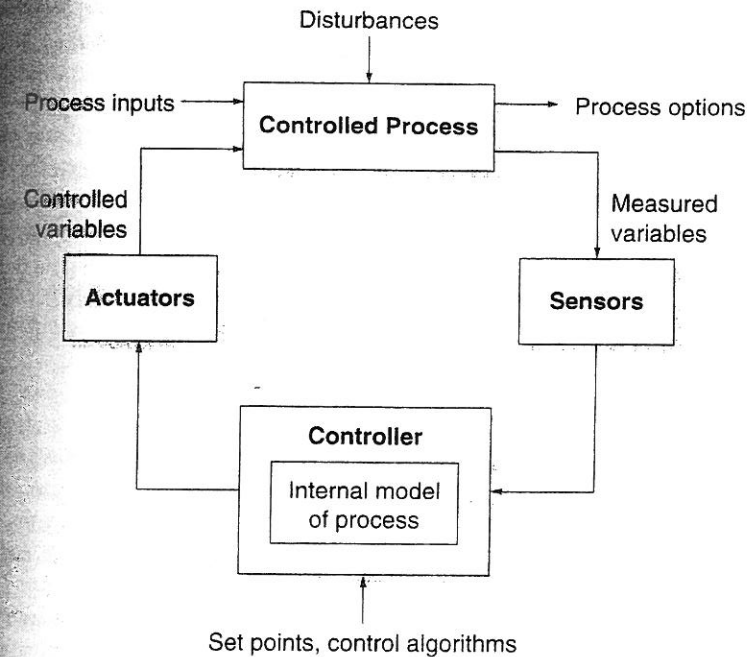 Disturbances
Process inputs
Controlled Process
Process options
Controlled
variables
Measured
variables
Actuators
Sensors
Controller
Internal model
of process
Set points, control algorithms